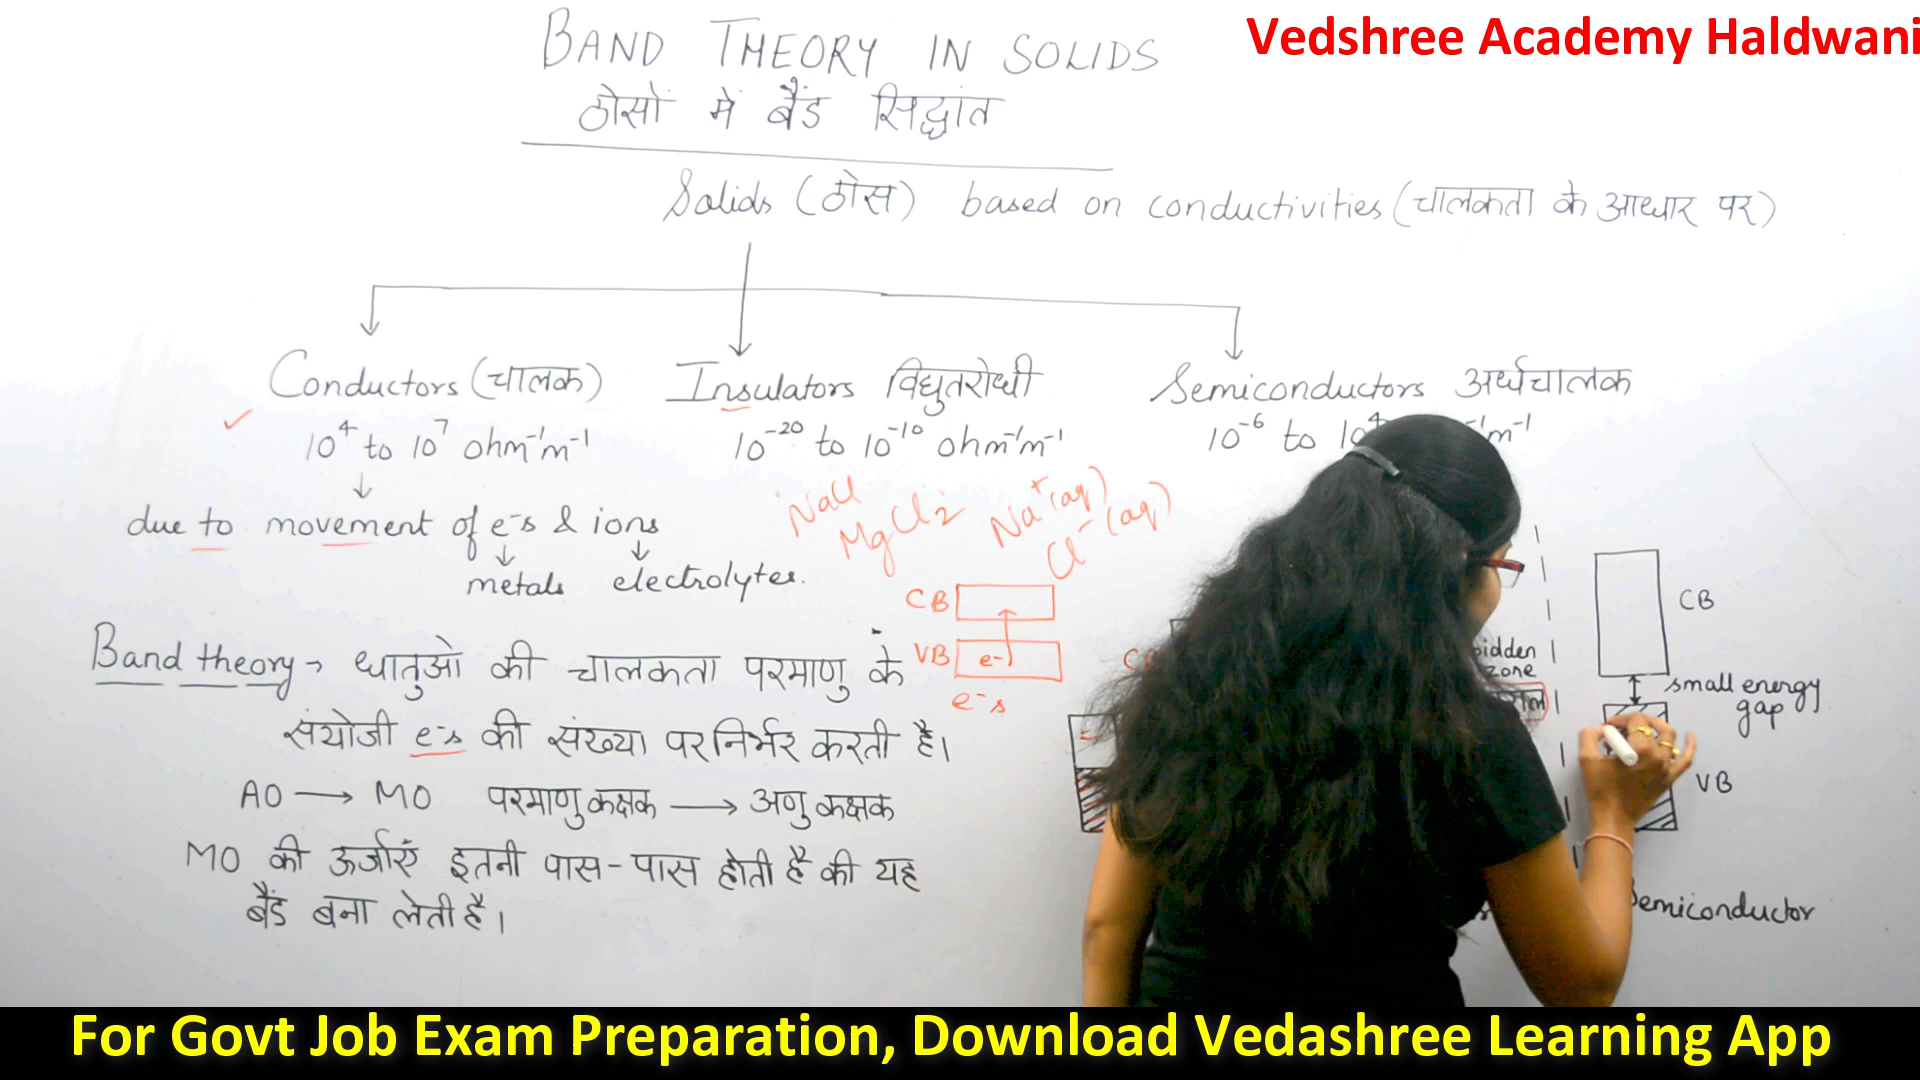 Vedshree Academy Haldwani
BAND THEORY IN SOLIDS
ठोसों में बैंड सिद्धांत
Solids (ठोस) based on conductivities (चालकता के आधार पर)
Conductors (चालक)
10⁴ to 10⁷ ohm⁻¹m⁻¹
due to movement of e⁻s & ions
metals electrolytes.
Insulators विधुतरोधी
10⁻²⁰ to 10⁻¹⁰ ohm⁻¹m⁻¹
NaCl
MgCl₂
Na⁺(aq)
Cl⁻(aq)
Semiconductors अर्धचालक
10⁻⁶ to 10⁴ ⁻¹m⁻¹
Band theory → धातुओ की चालकता परमाणु के
संयोजी e⁻s की संख्या पर निर्भर करती है।
AO → MO परमाणु कक्षक → अणु कक्षक
MO की ऊर्जाएँ इतनी पास-पास होती है की यह
बैंड बना लेती है।
CB
VB e⁻
e⁻s
zone
CB
small energy
gap
VB
Semiconductor
For Govt Job Exam Preparation, Download Vedashree Learning App